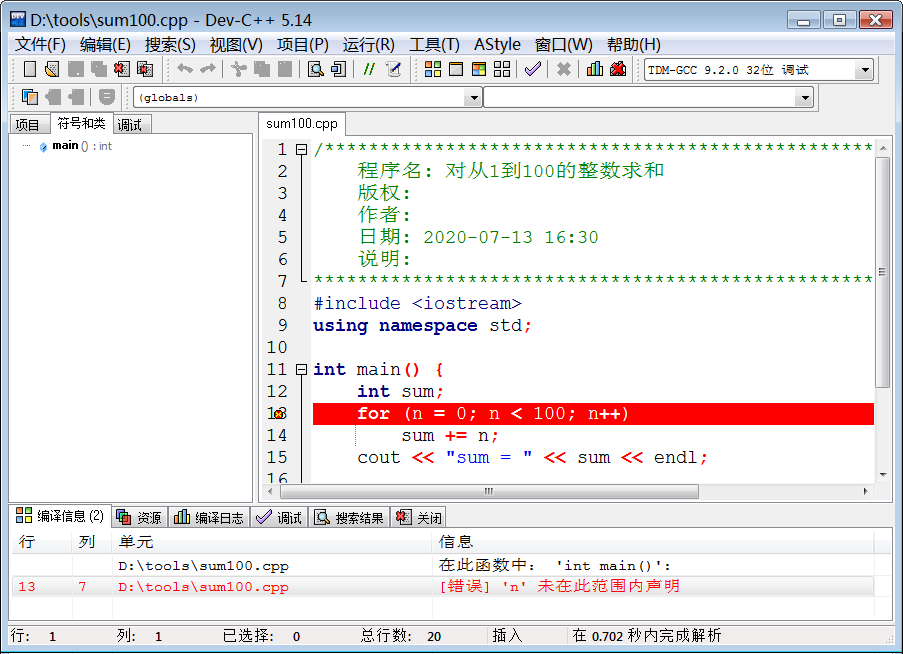 D:\tools\sum100.cpp - Dev-C++ 5.14
文件(F) 编辑(E) 搜索(S) 视图(V) 项目(P) 运行(R) 工具(T) AStyle 窗口(W) 帮助(H)
TDM-GCC 9.2.0 32位 调试
(globals)
项目 符号和类 调试
main () : int
sum100.cpp
1 /**************************************************
2 程序名: 对从1到100的整数求和
3 版权:
4 作者:
5 日期: 2020-07-13 16:30
6 说明:
7 ***************************************************
8 #include <iostream>
9 using namespace std;
10
11 int main() {
12 int sum;
13 for (n = 0; n < 100; n++)
14 sum += n;
15 cout << "sum = " << sum << endl;
16
编译信息 (2) 资源 编译日志 调试 搜索结果 关闭
行 列 单元 信息
D:\tools\sum100.cpp 在此函数中: 'int main()':
13 7 D:\tools\sum100.cpp [错误] 'n' 未在此范围内声明
行: 1 列: 1 已选择: 0 总行数: 20 插入 在 0.702 秒内完成解析